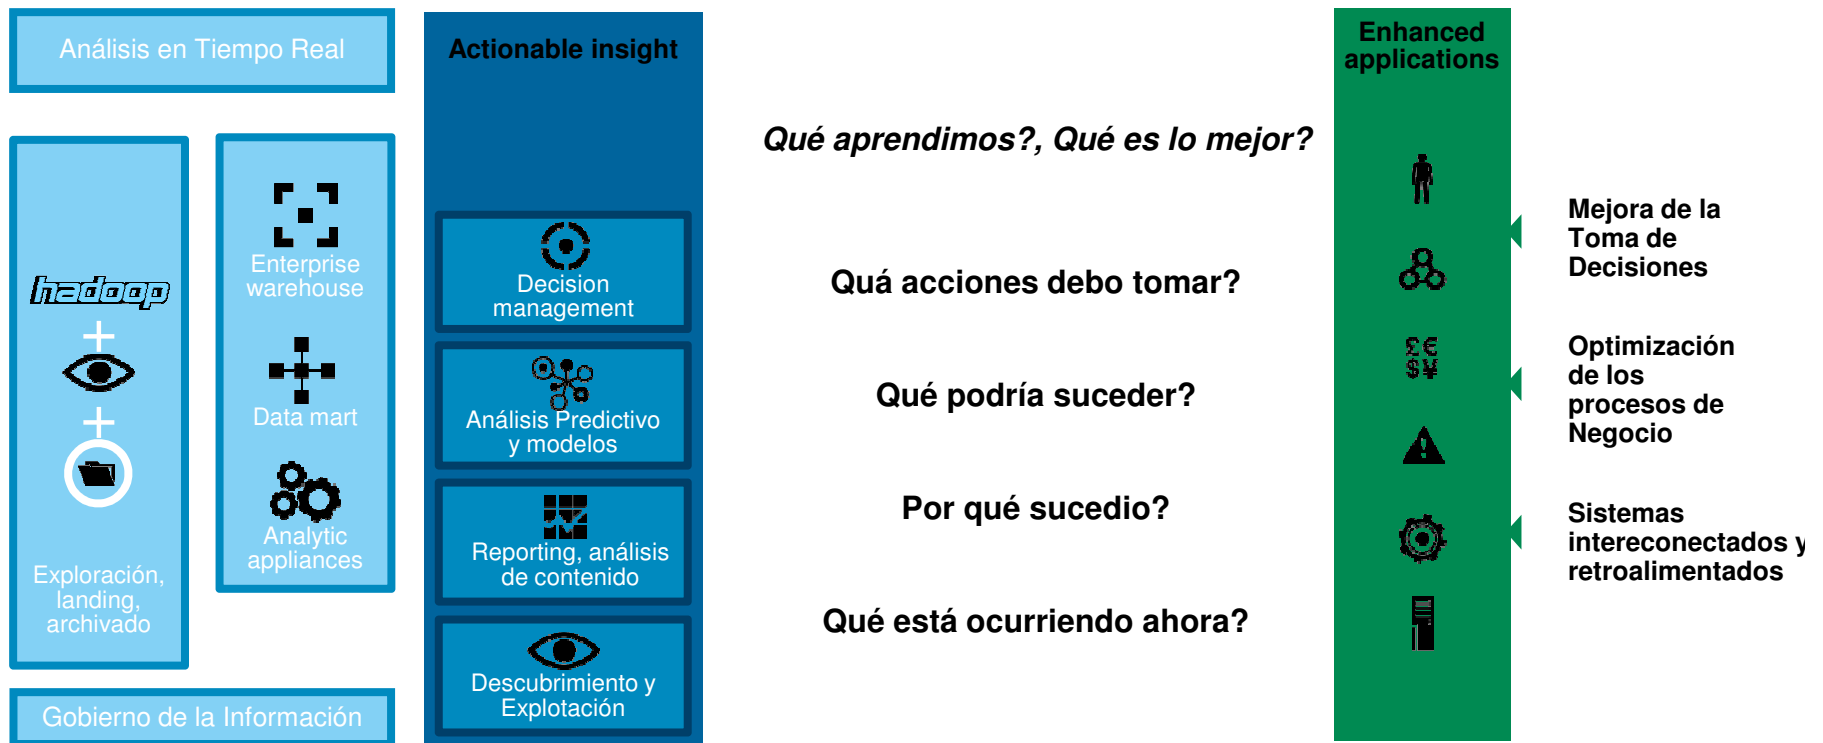 Análisis en Tiempo Real
hadoop
Exploración,
landing,
archivado
Enterprise
warehouse
Data mart
Analytic
appliances
Gobierno de la Información
Actionable insight
Decision
management
Análisis Predictivo
y modelos
Reporting, análisis
de contenido
Descubrimiento y
Explotación
Qué aprendimos?, Qué es lo mejor?
Quá acciones debo tomar?
Qué podría suceder?
Por qué sucedio?
Qué está ocurriendo ahora?
Enhanced
applications
£€
$¥
Mejora de la
Toma de
Decisiones
Optimización
de los
procesos de
Negocio
Sistemas
intereconectados y
retroalimentados